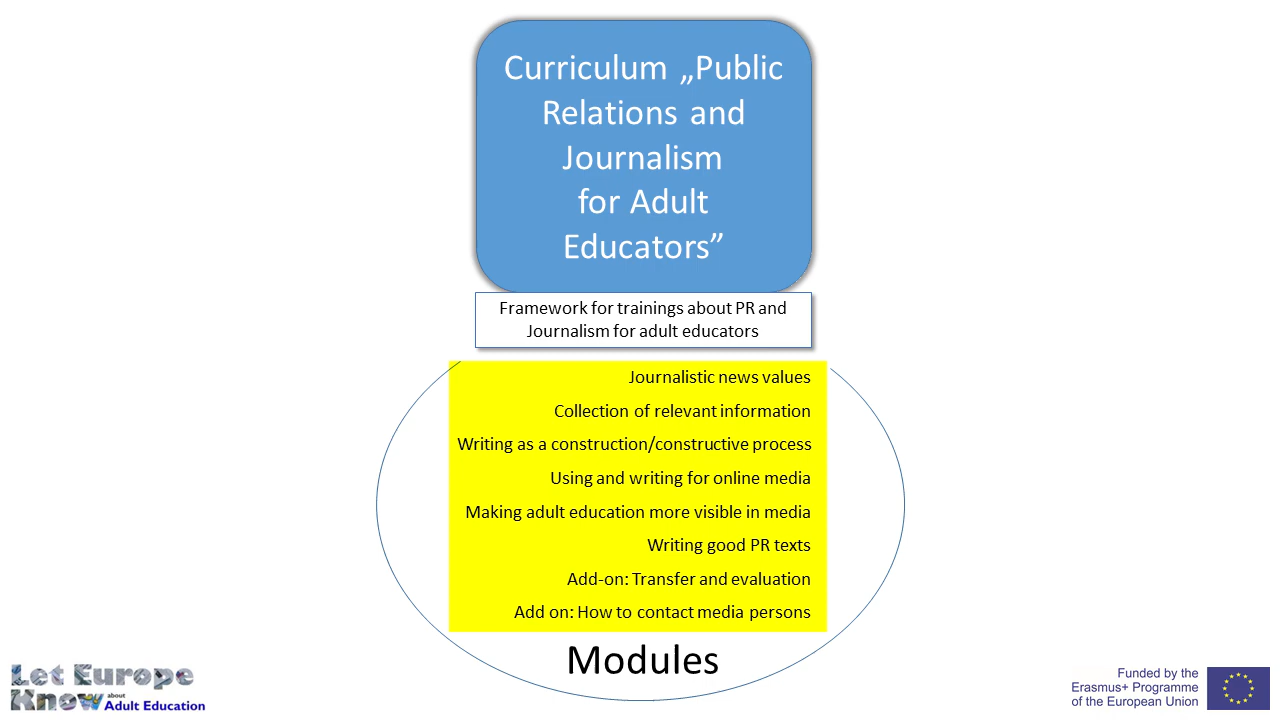 Curriculum „Public
Relations and
Journalism
for Adult
Educators”
Framework for trainings about PR and
Journalism for adult educators
Journalistic news values
Collection of relevant information
Writing as a construction/constructive process
Using and writing for online media
Making adult education more visible in media
Writing good PR texts
Add-on: Transfer and evaluation
Add on: How to contact media persons
Modules
Let Europe
Know about
Adult Education
Funded by the
Erasmus+ Programme
of the European Union